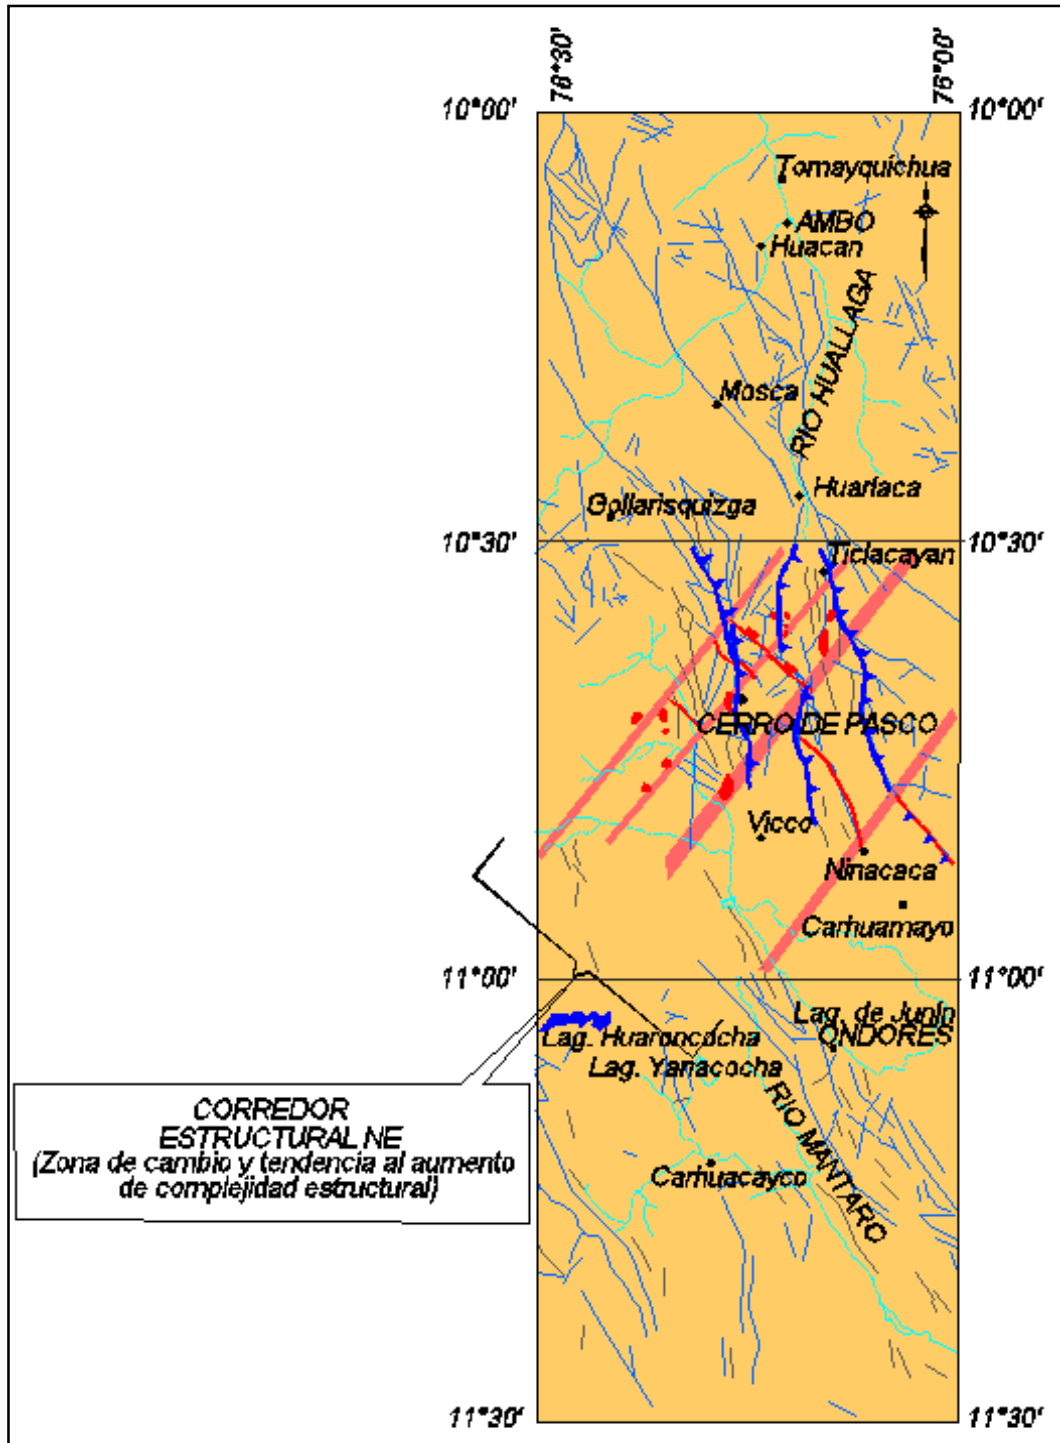 76°30'
76°00'
10°00'
10°00'
Tomayquichua
AMBO
Huacan
RIO HUALLAGA
Mosca
Huariaca
Gollarisquizga
10°30'
10°30'
Ticlacayan
CERRO DE PASCO
Vicco
Ninacaca
Carhuamayo
11°00'
11°00'
Lag. de Junin
ONDORES
Lag. Huaroncocha
Lag. Yanacocha
RIO MANTARO
Carhuacayco
CORREDOR
ESTRUCTURAL NE
(Zona de cambio y tendencia al aumento
de complejidad estructural)
11°30'
11°30'